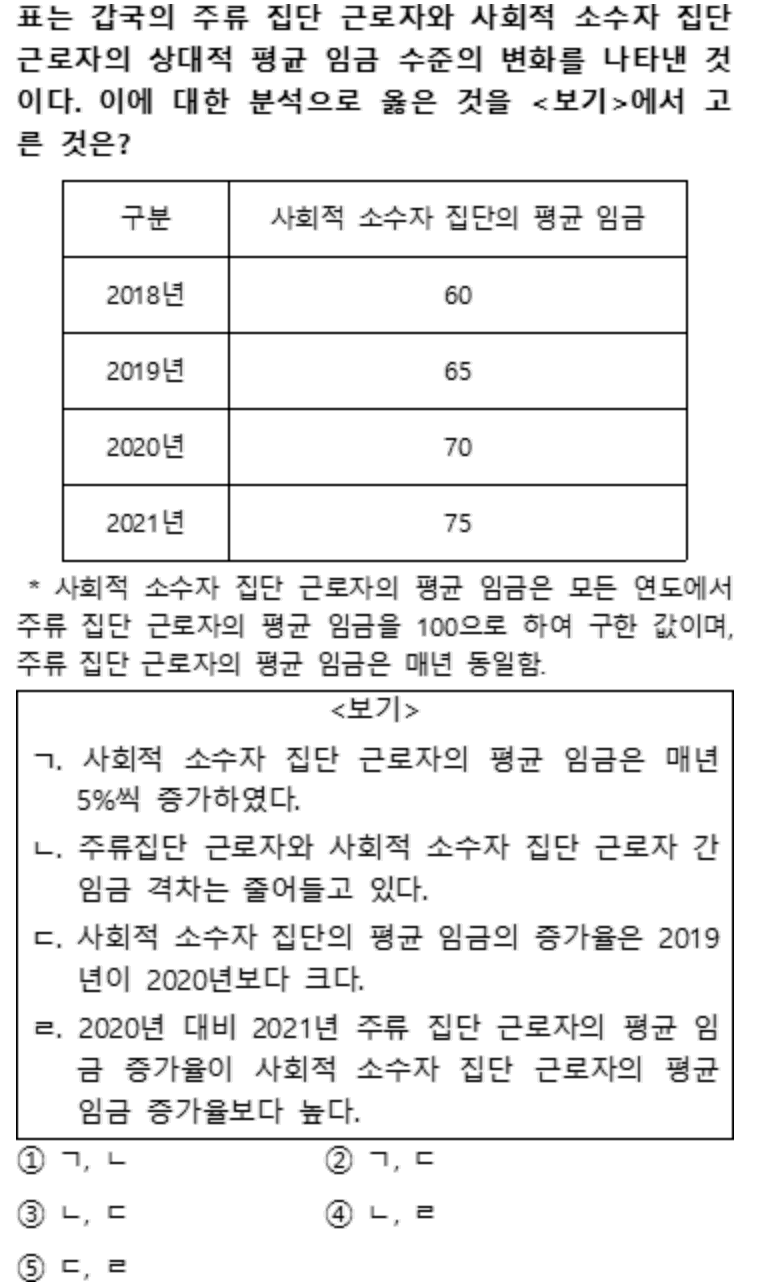 표는 갑국의 주류 집단 근로자와 사회적 소수자 집단
근로자의 상대적 평균 임금 수준의 변화를 나타낸 것
이다. 이에 대한 분석으로 옳은 것을 <보기>에서 고
른 것은?
구분 사회적 소수자 집단의 평균 임금
2018년 60
2019년 65
2020년 70
2021년 75
* 사회적 소수자 집단 근로자의 평균 임금은 모든 연도에서
주류 집단 근로자의 평균 임금을 100으로 하여 구한 값이며,
주류 집단 근로자의 평균 임금은 매년 동일함.
<보기>
ㄱ. 사회적 소수자 집단 근로자의 평균 임금은 매년
5%씩 증가하였다.
ㄴ. 주류집단 근로자와 사회적 소수자 집단 근로자 간
임금 격차는 줄어들고 있다.
ㄷ. 사회적 소수자 집단의 평균 임금의 증가율은 2019
년이 2020년보다 크다.
ㄹ. 2020년 대비 2021년 주류 집단 근로자의 평균 임
금 증가율이 사회적 소수자 집단 근로자의 평균
임금 증가율보다 높다.
① ㄱ, ㄴ ② ㄱ, ㄷ
③ ㄴ, ㄷ ④ ㄴ, ㄹ
⑤ ㄷ, ㄹ